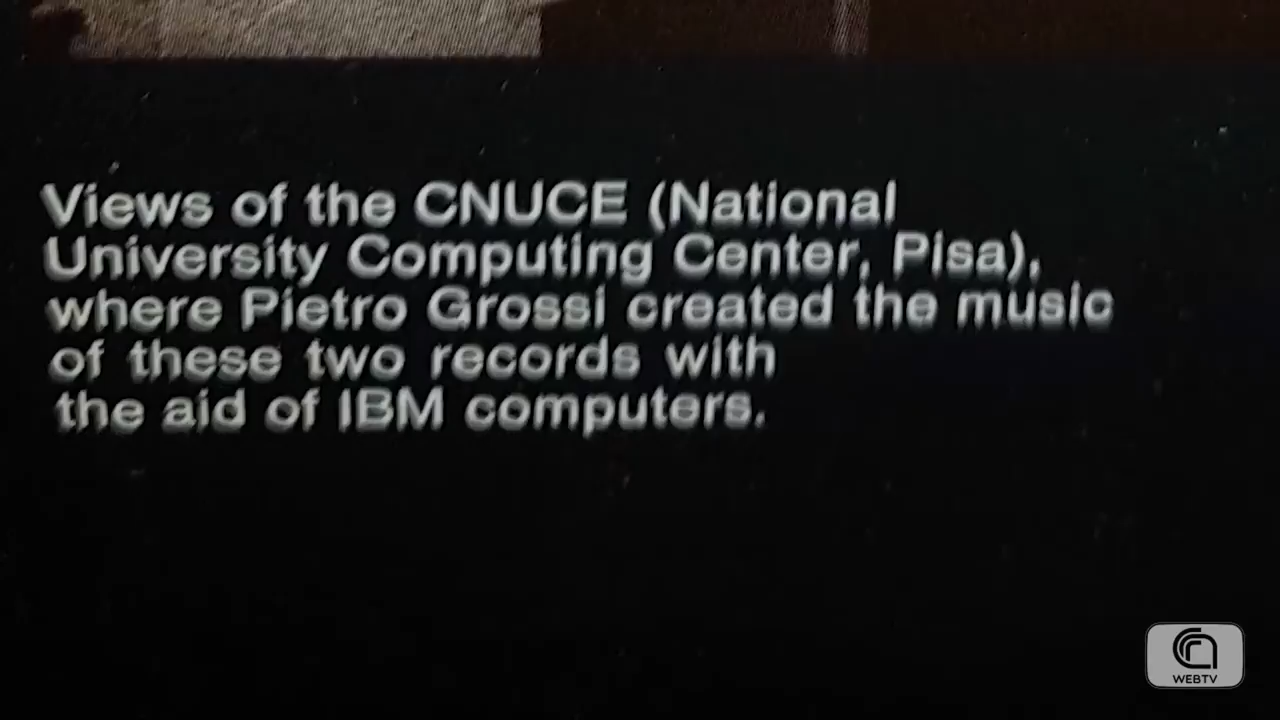 Views of the CNUCE (National
University Computing Center, Pisa),
where Pietro Grossi created the music
of these two records with
the aid of IBM computers.
WEBTV